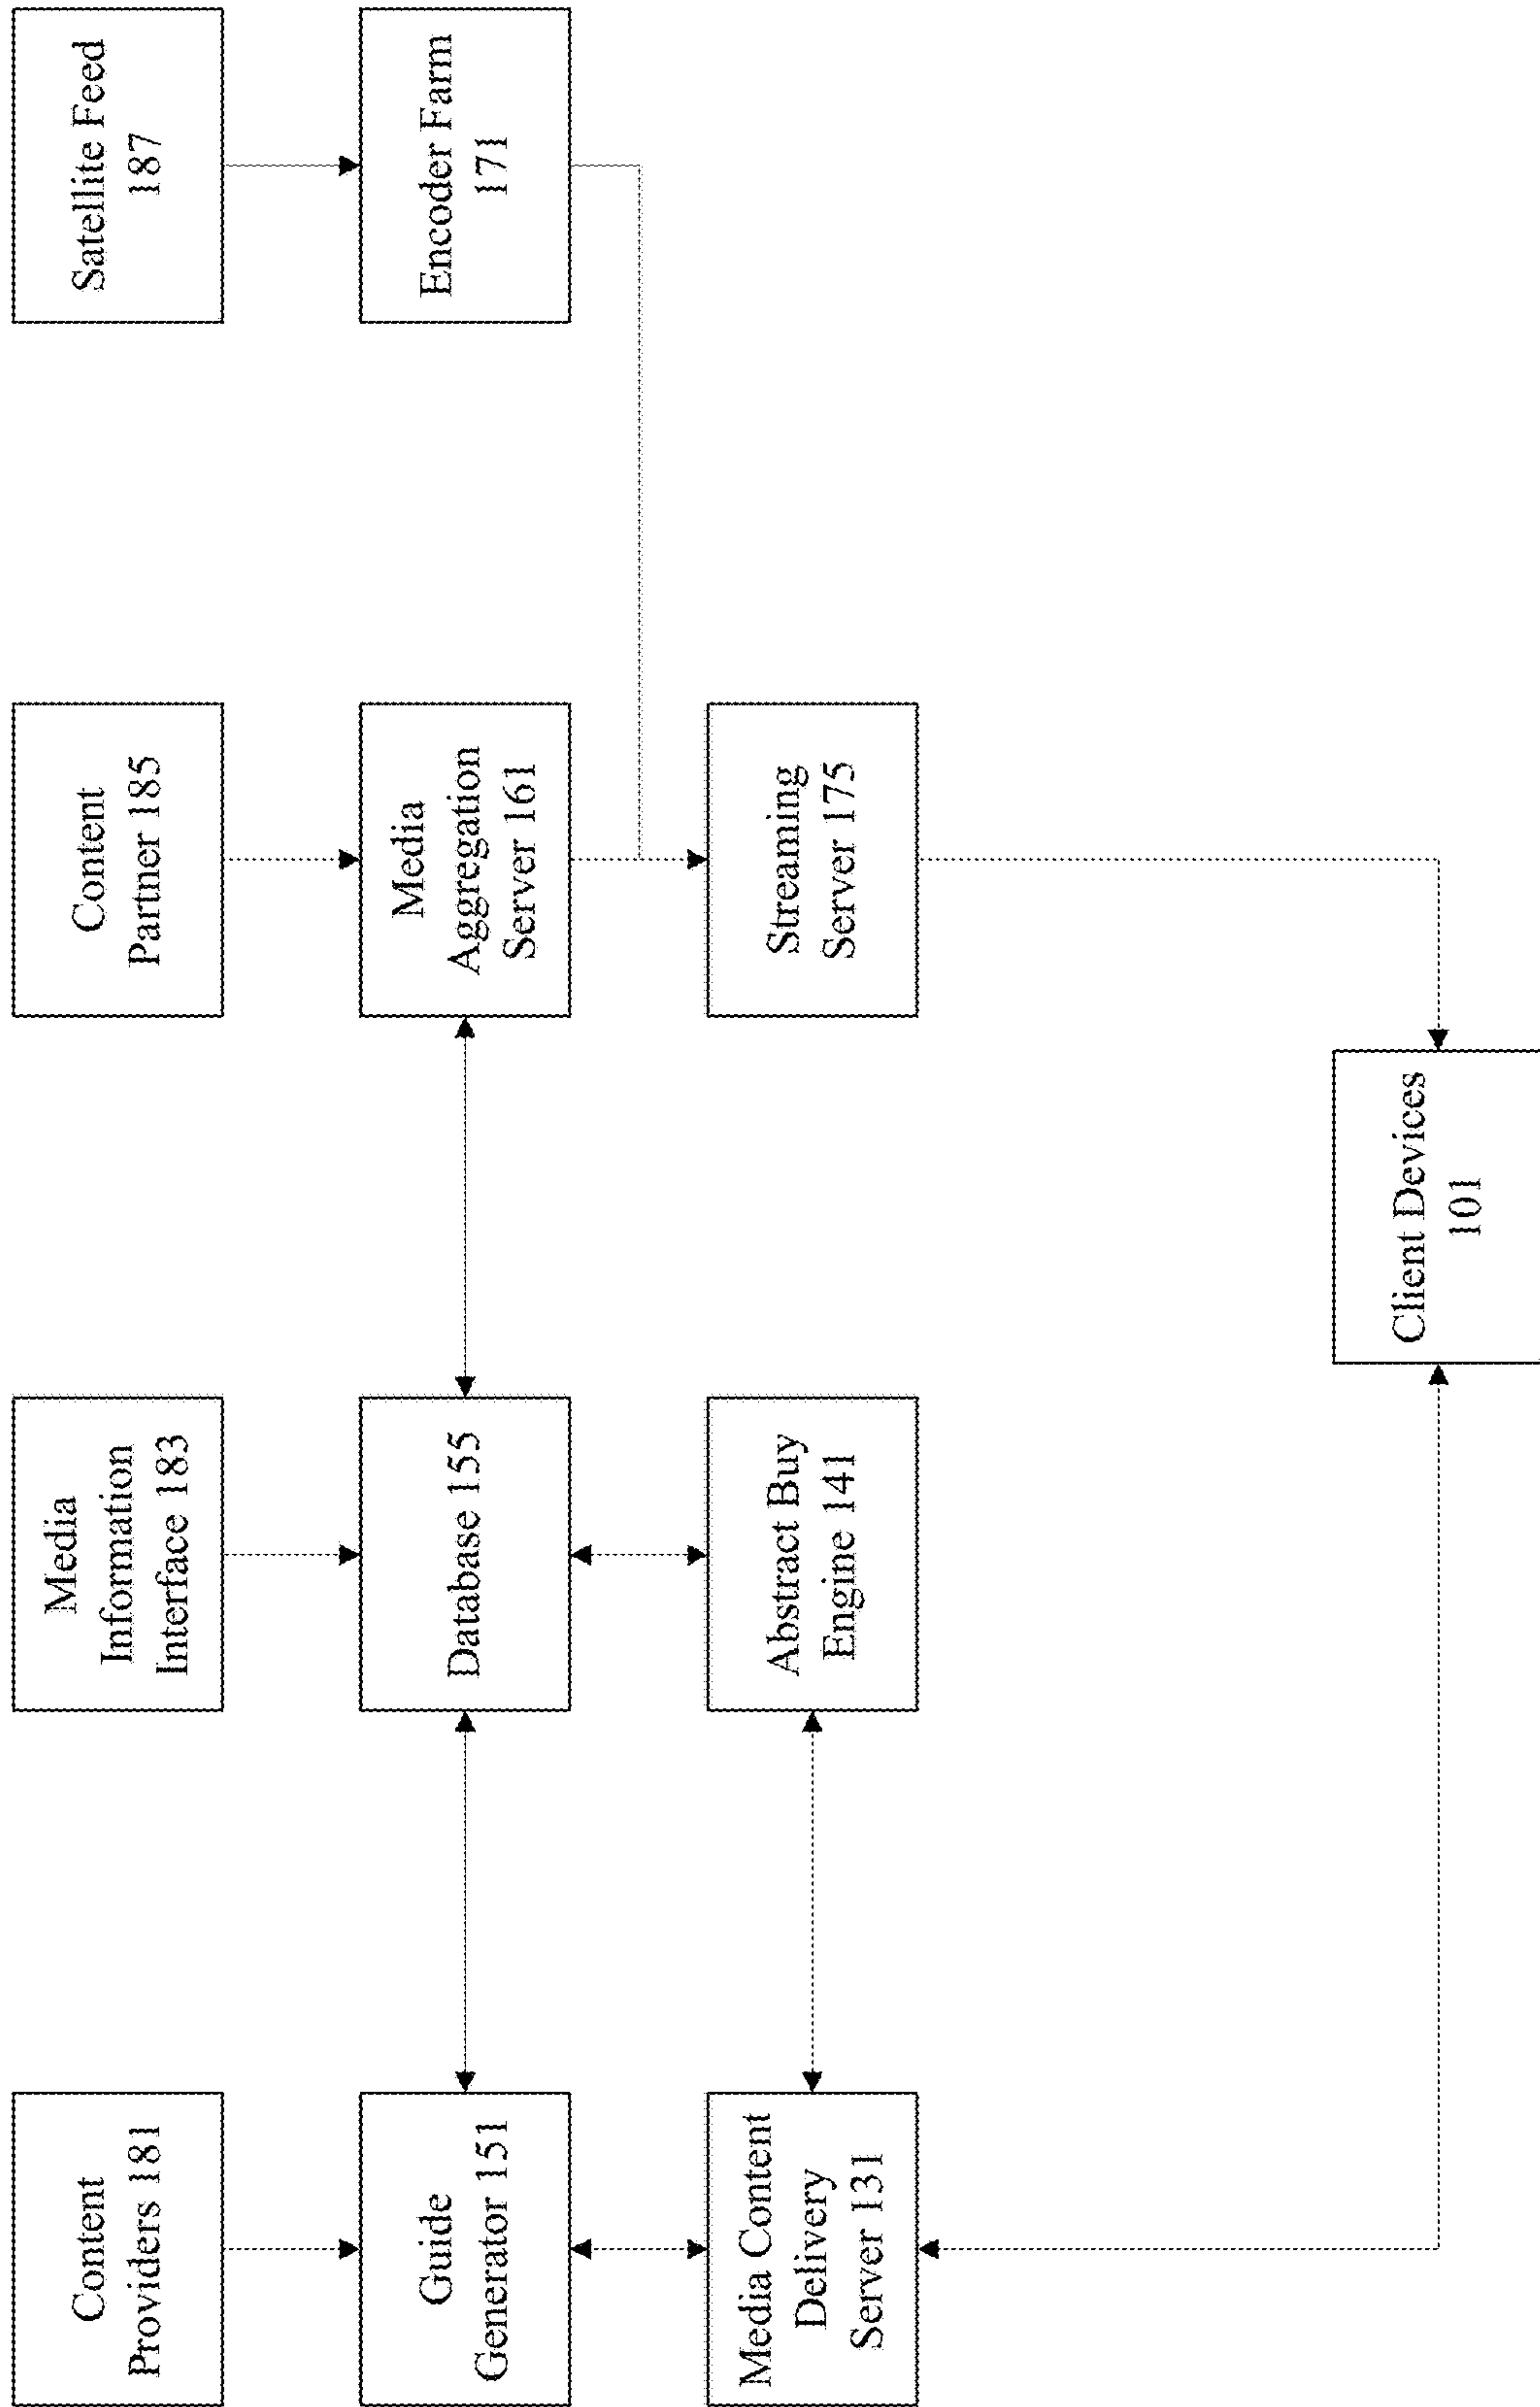 Content
Providers 181
Media
Information
Interface 183
Content
Partner 185
Satellite Feed
187
Guide
Generator 151
Database 155
Media
Aggregation
Server 161
Encoder Farm
171
Media Content
Delivery
Server 131
Abstract Buy
Engine 141
Streaming
Server 175
Client Devices
101